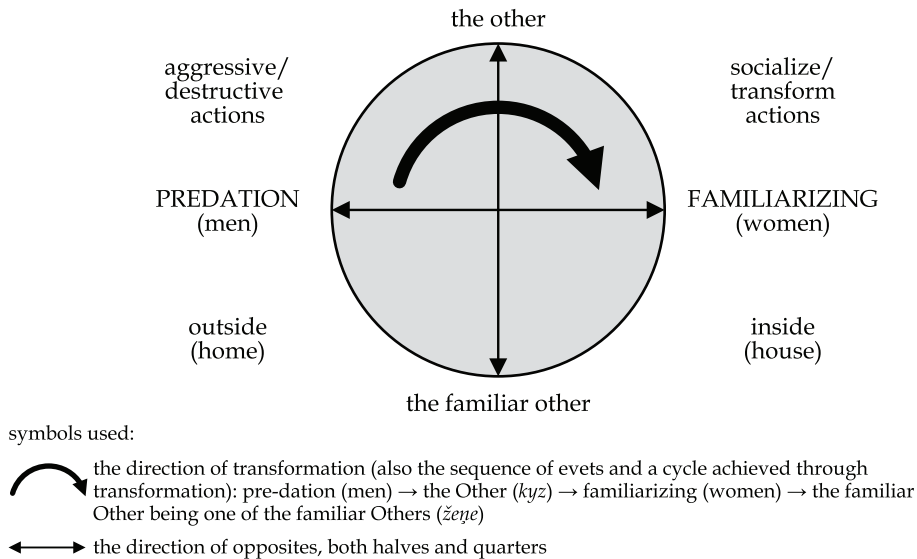 the other
aggressive/
destructive
actions
socialize/
transform
actions
PREDATION
(men)
FAMILIARIZING
(women)
outside
(home)
inside
(house)
the familiar other
symbols used:
the direction of transformation (also the sequence of evets and a cycle achieved through
transformation): pre-dation (men) → the Other (kyz) → familiarizing (women) → the familiar
Other being one of the familiar Others (žeņe)
the direction of opposites, both halves and quarters